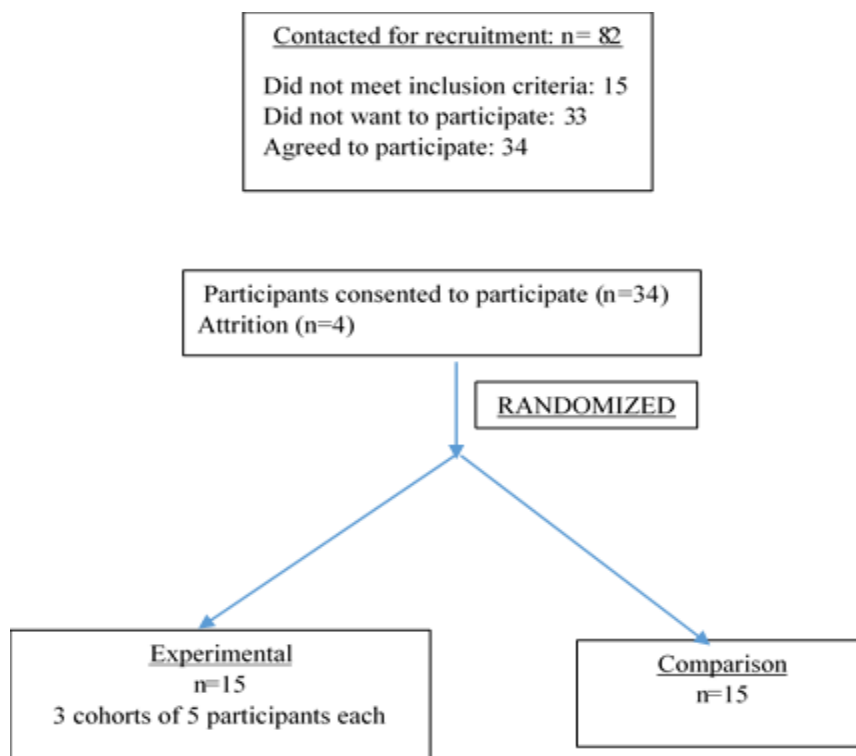 Contacted for recruitment: n= 82
Did not meet inclusion criteria: 15
Did not want to participate: 33
Agreed to participate: 34
Participants consented to participate (n=34)
Attrition (n=4)
RANDOMIZED
Experimental
n=15
3 cohorts of 5 participants each
Comparison
n=15